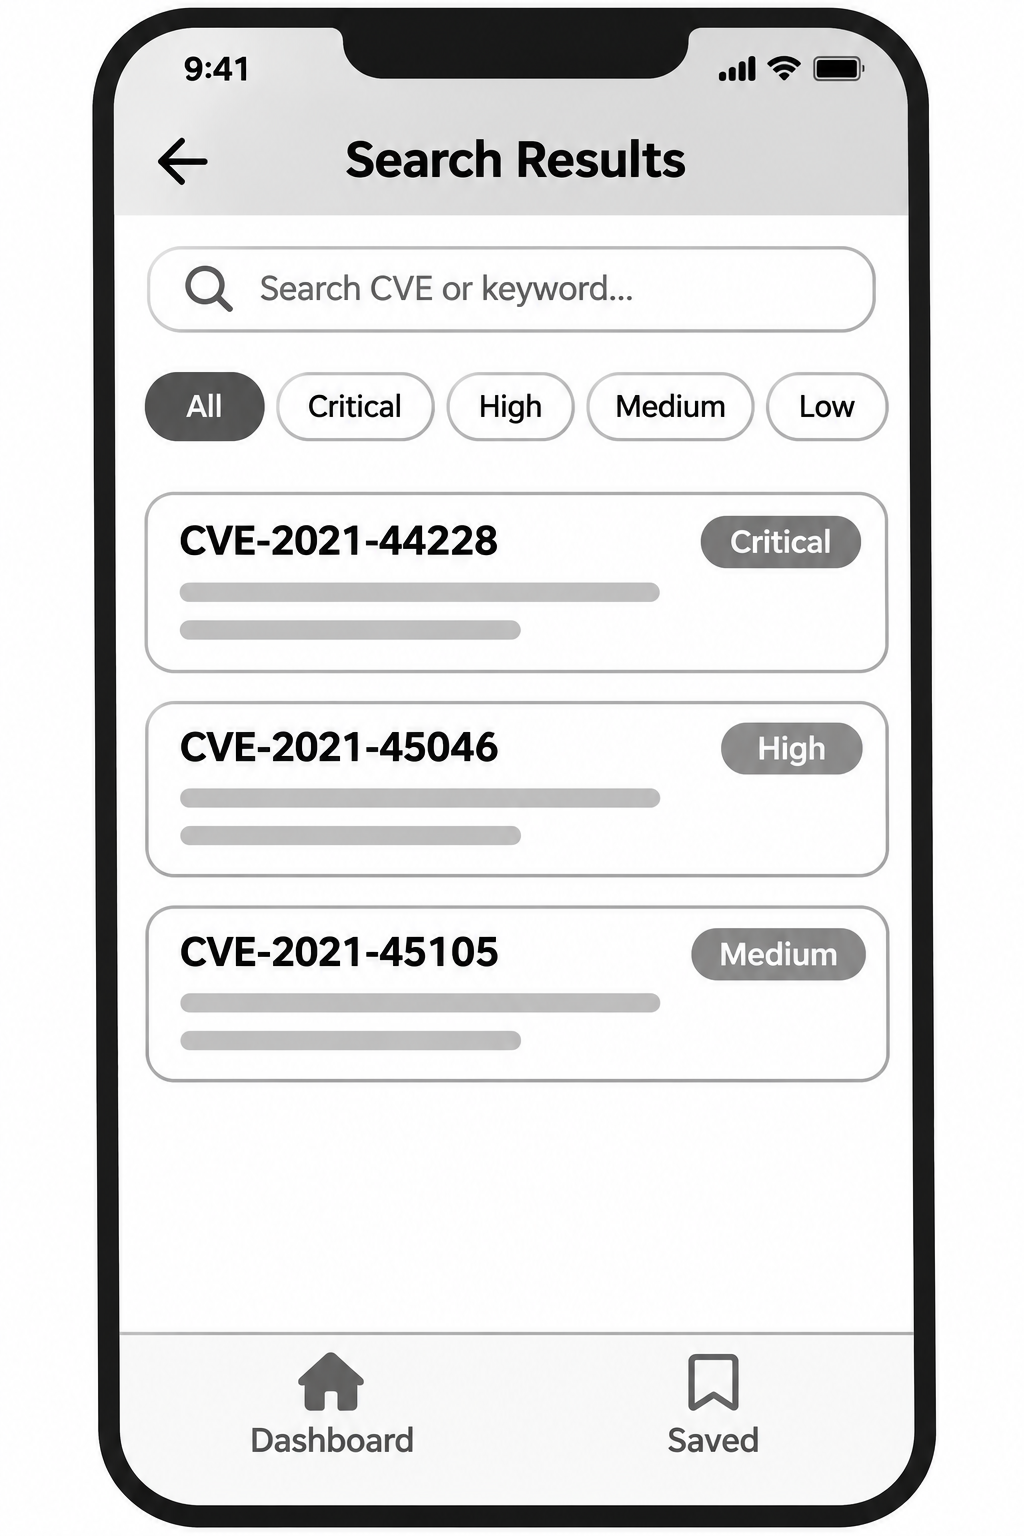 9:41
Search Results
Search CVE or keyword...
All Critical High Medium Low
CVE-2021-44228 Critical
CVE-2021-45046 High
CVE-2021-45105 Medium
Dashboard Saved